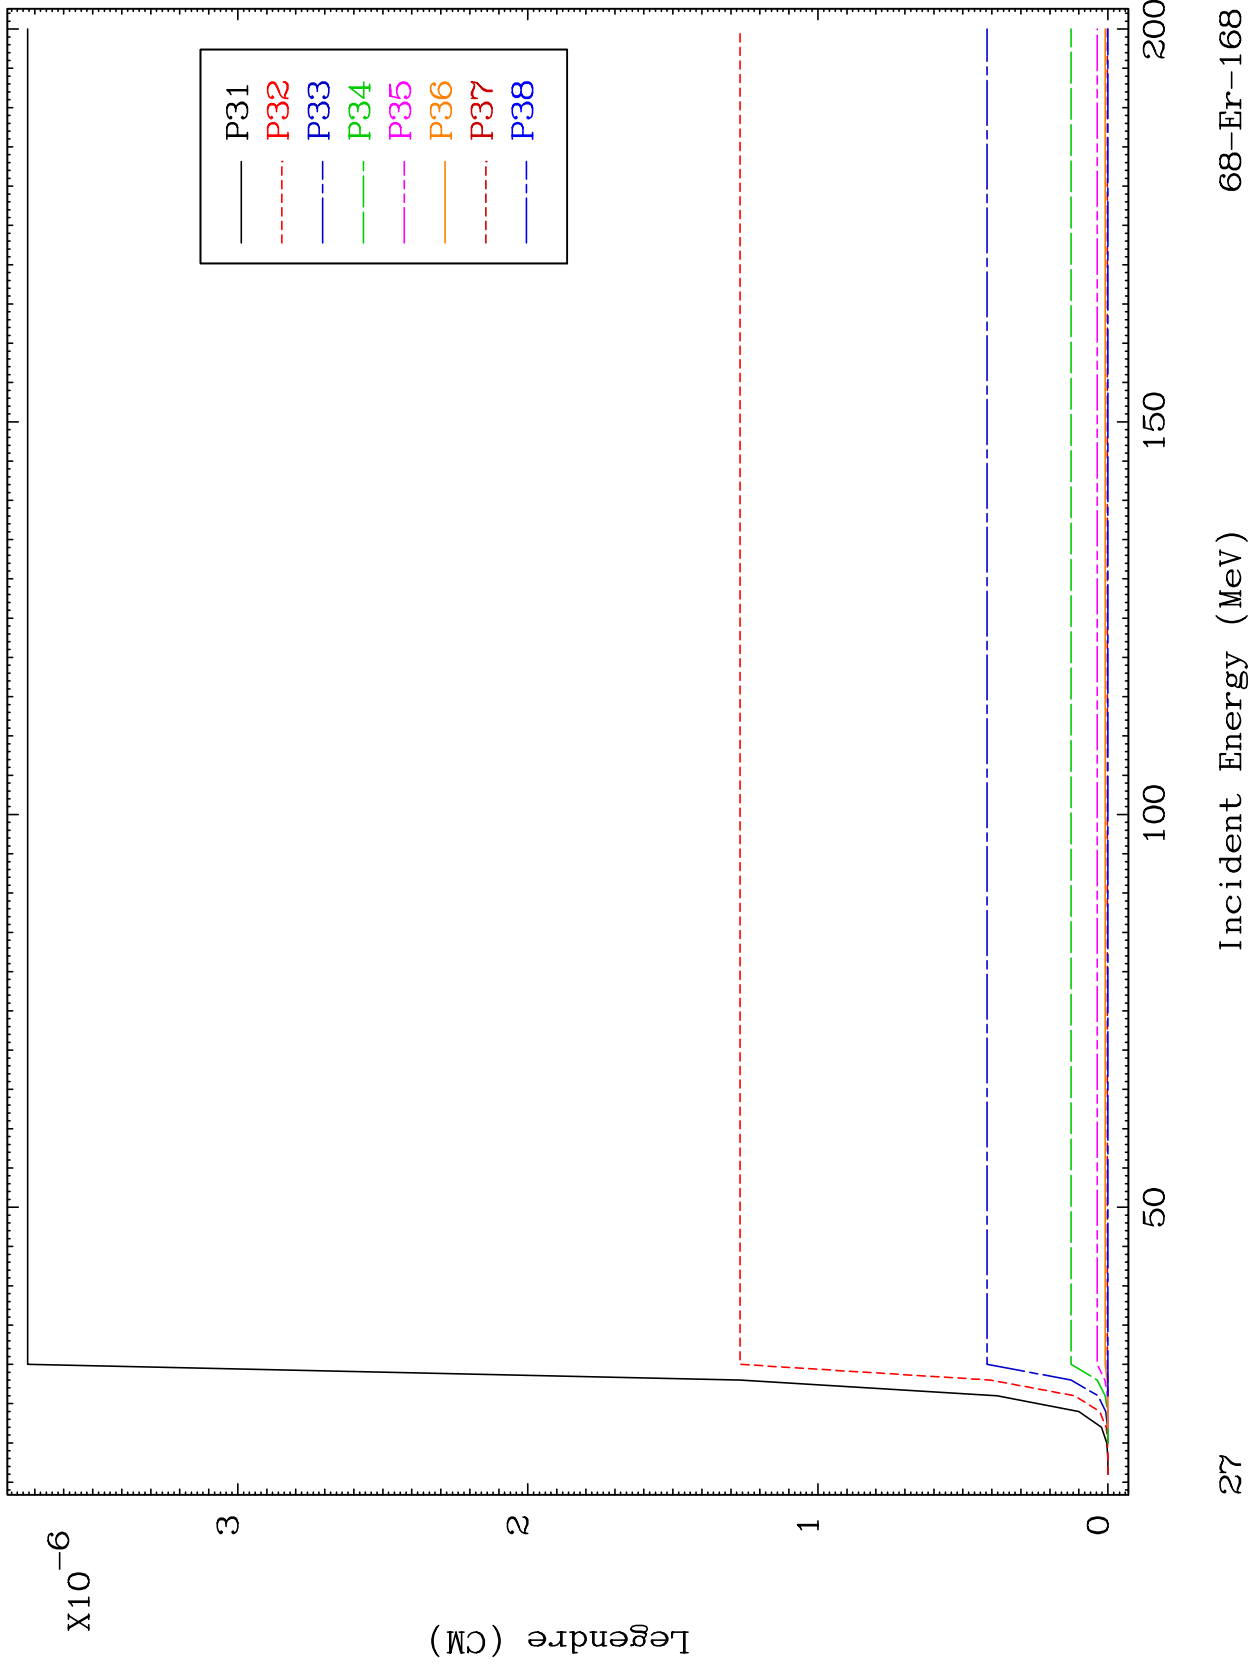 X10-6
Legendre (CM)
3
2
1
0
P31
P32
P33
P34
P35
P36
P37
P38
50
100
150
200
27
Incident Energy (MeV)
68-Er-168